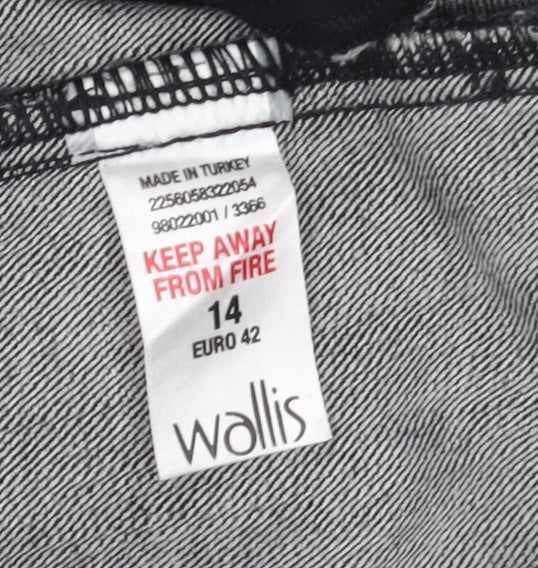 MADE IN TURKEY
2256058322054
98022001 / 3366
KEEP AWAY
FROM FIRE
14
EURO 42
wallis